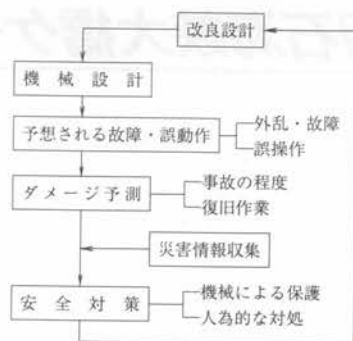 改良設計
機械設計
予想される故障・誤動作
外乱・故障
誤操作
ダメージ予測
事故の程度
復旧作業
災害情報収集
安全対策
機械による保護
人為的な対処